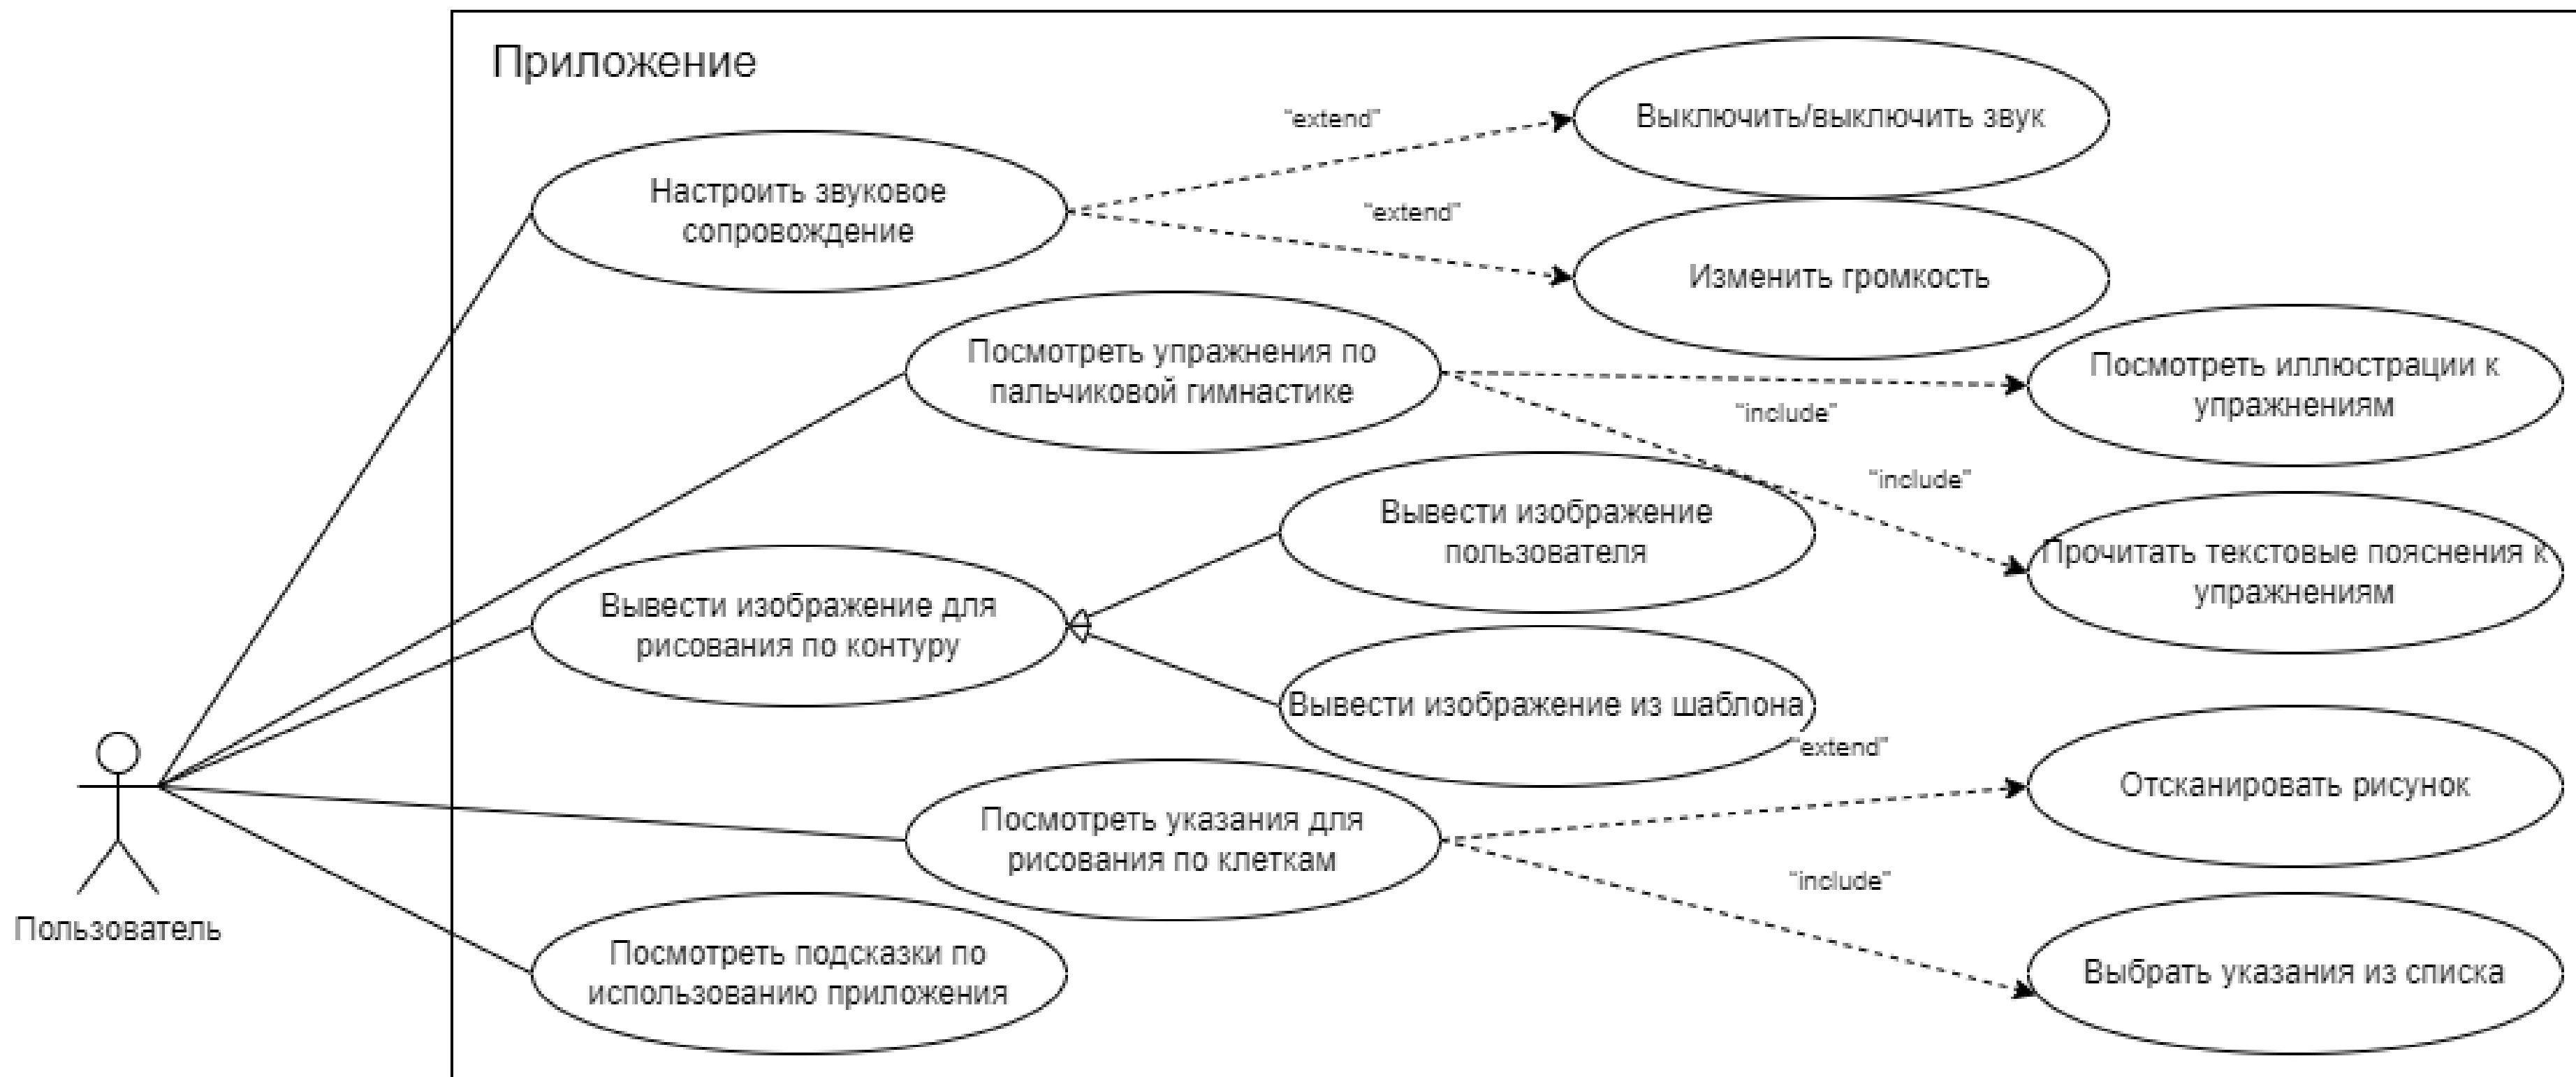 Приложение
"extend"
Выключить/выключить звук
Настроить звуковое
сопровождение
"extend"
Изменить громкость
Посмотреть упражнения по
пальчиковой гимнастике
"include"
Посмотреть иллюстрации к
упражнениям
"include"
Вывести изображение
пользователя
Прочитать текстовые пояснения к
упражнениям
Вывести изображение для
рисования по контуру
Вывести изображение из шаблона
"extend"
Отсканировать рисунок
Посмотреть указания для
рисования по клеткам
"include"
Пользователь
Посмотреть подсказки по
использованию приложения
Выбрать указания из списка